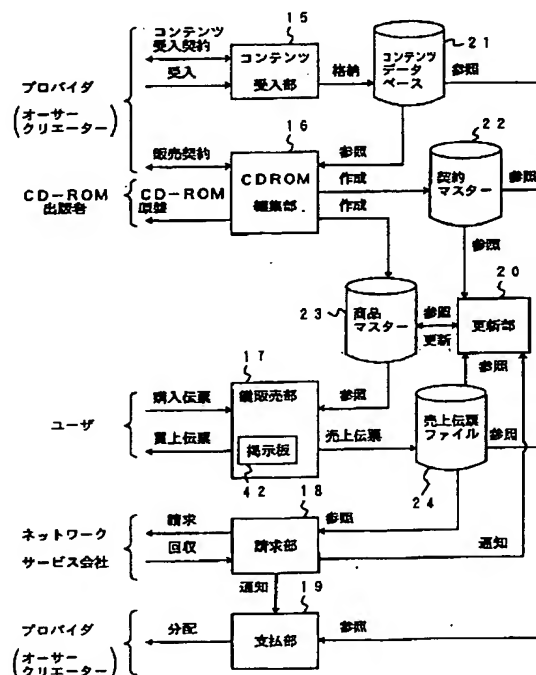 コンテンツ
受入契約
受入
プロバイダ
(オーサー
クリエーター)
15
コンテンツ
受入部
格納
コンテンツ
データ
ベース
21
参照
販売契約
16
CDROM
編集部
参照
作成
作成
22
契約
マスター
参照
CD-ROM
出版者
CD-ROM
原盤
参照
20
更新部
23
商品
マスター
参照
更新
参照
17
鍵販売部
掲示板
42
参照
購入伝票
買上伝票
ユーザ
売上伝票
売上伝票
ファイル
24
参照
18
請求部
参照
通知
ネットワーク
サービス会社
請求
回収
通知
19
支払部
参照
プロバイダ
(オーサー
クリエーター)
分配